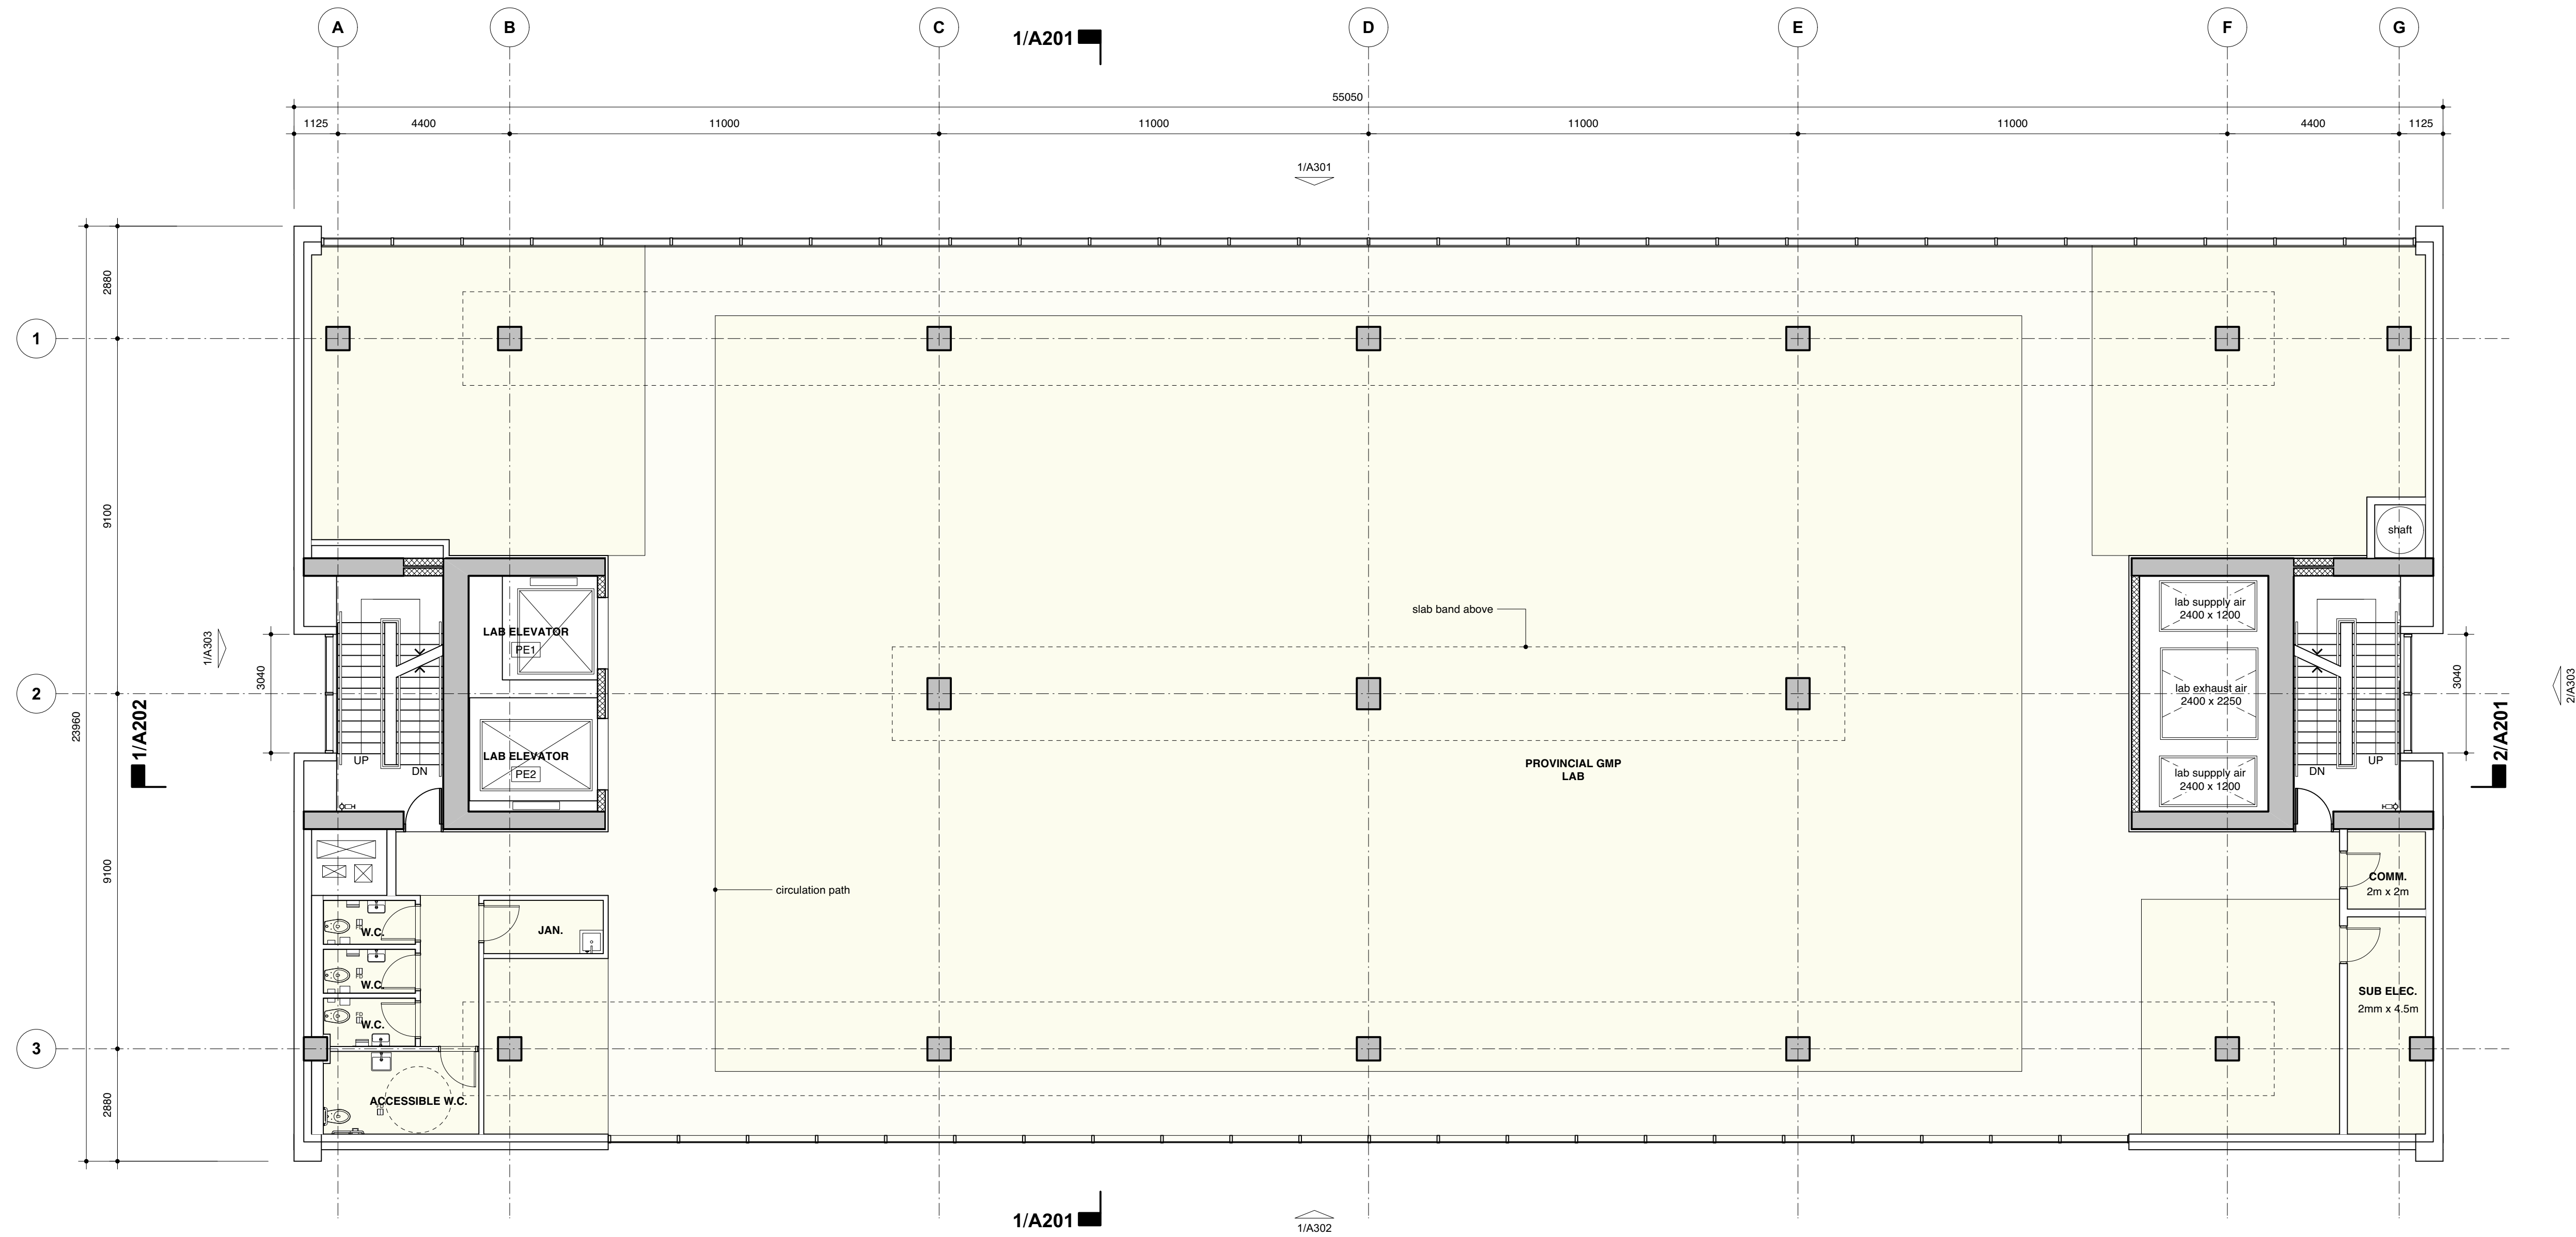 A B C D E F G
1/A201
55050
1125 4400 11000 11000 11000 11000 4400 1125
1/A301
2880
1
9100
shaft
slab band above
lab suppply air
2400 x 1200
LAB ELEVATOR
PE1
1/A303
3040
2
lab exhaust air
2400 x 2250
3040
2/A303
23960
1/A202
2/A201
LAB ELEVATOR
PE2
UP
DN
PROVINCIAL GMP
LAB
lab suppply air
2400 x 1200
DN
UP
9100
circulation path
COMM.
2m x 2m
W.C.
JAN.
W.C.
SUB ELEC.
2mm x 4.5m
W.C.
3
2880
ACCESSIBLE W.C.
1/A201
1/A302